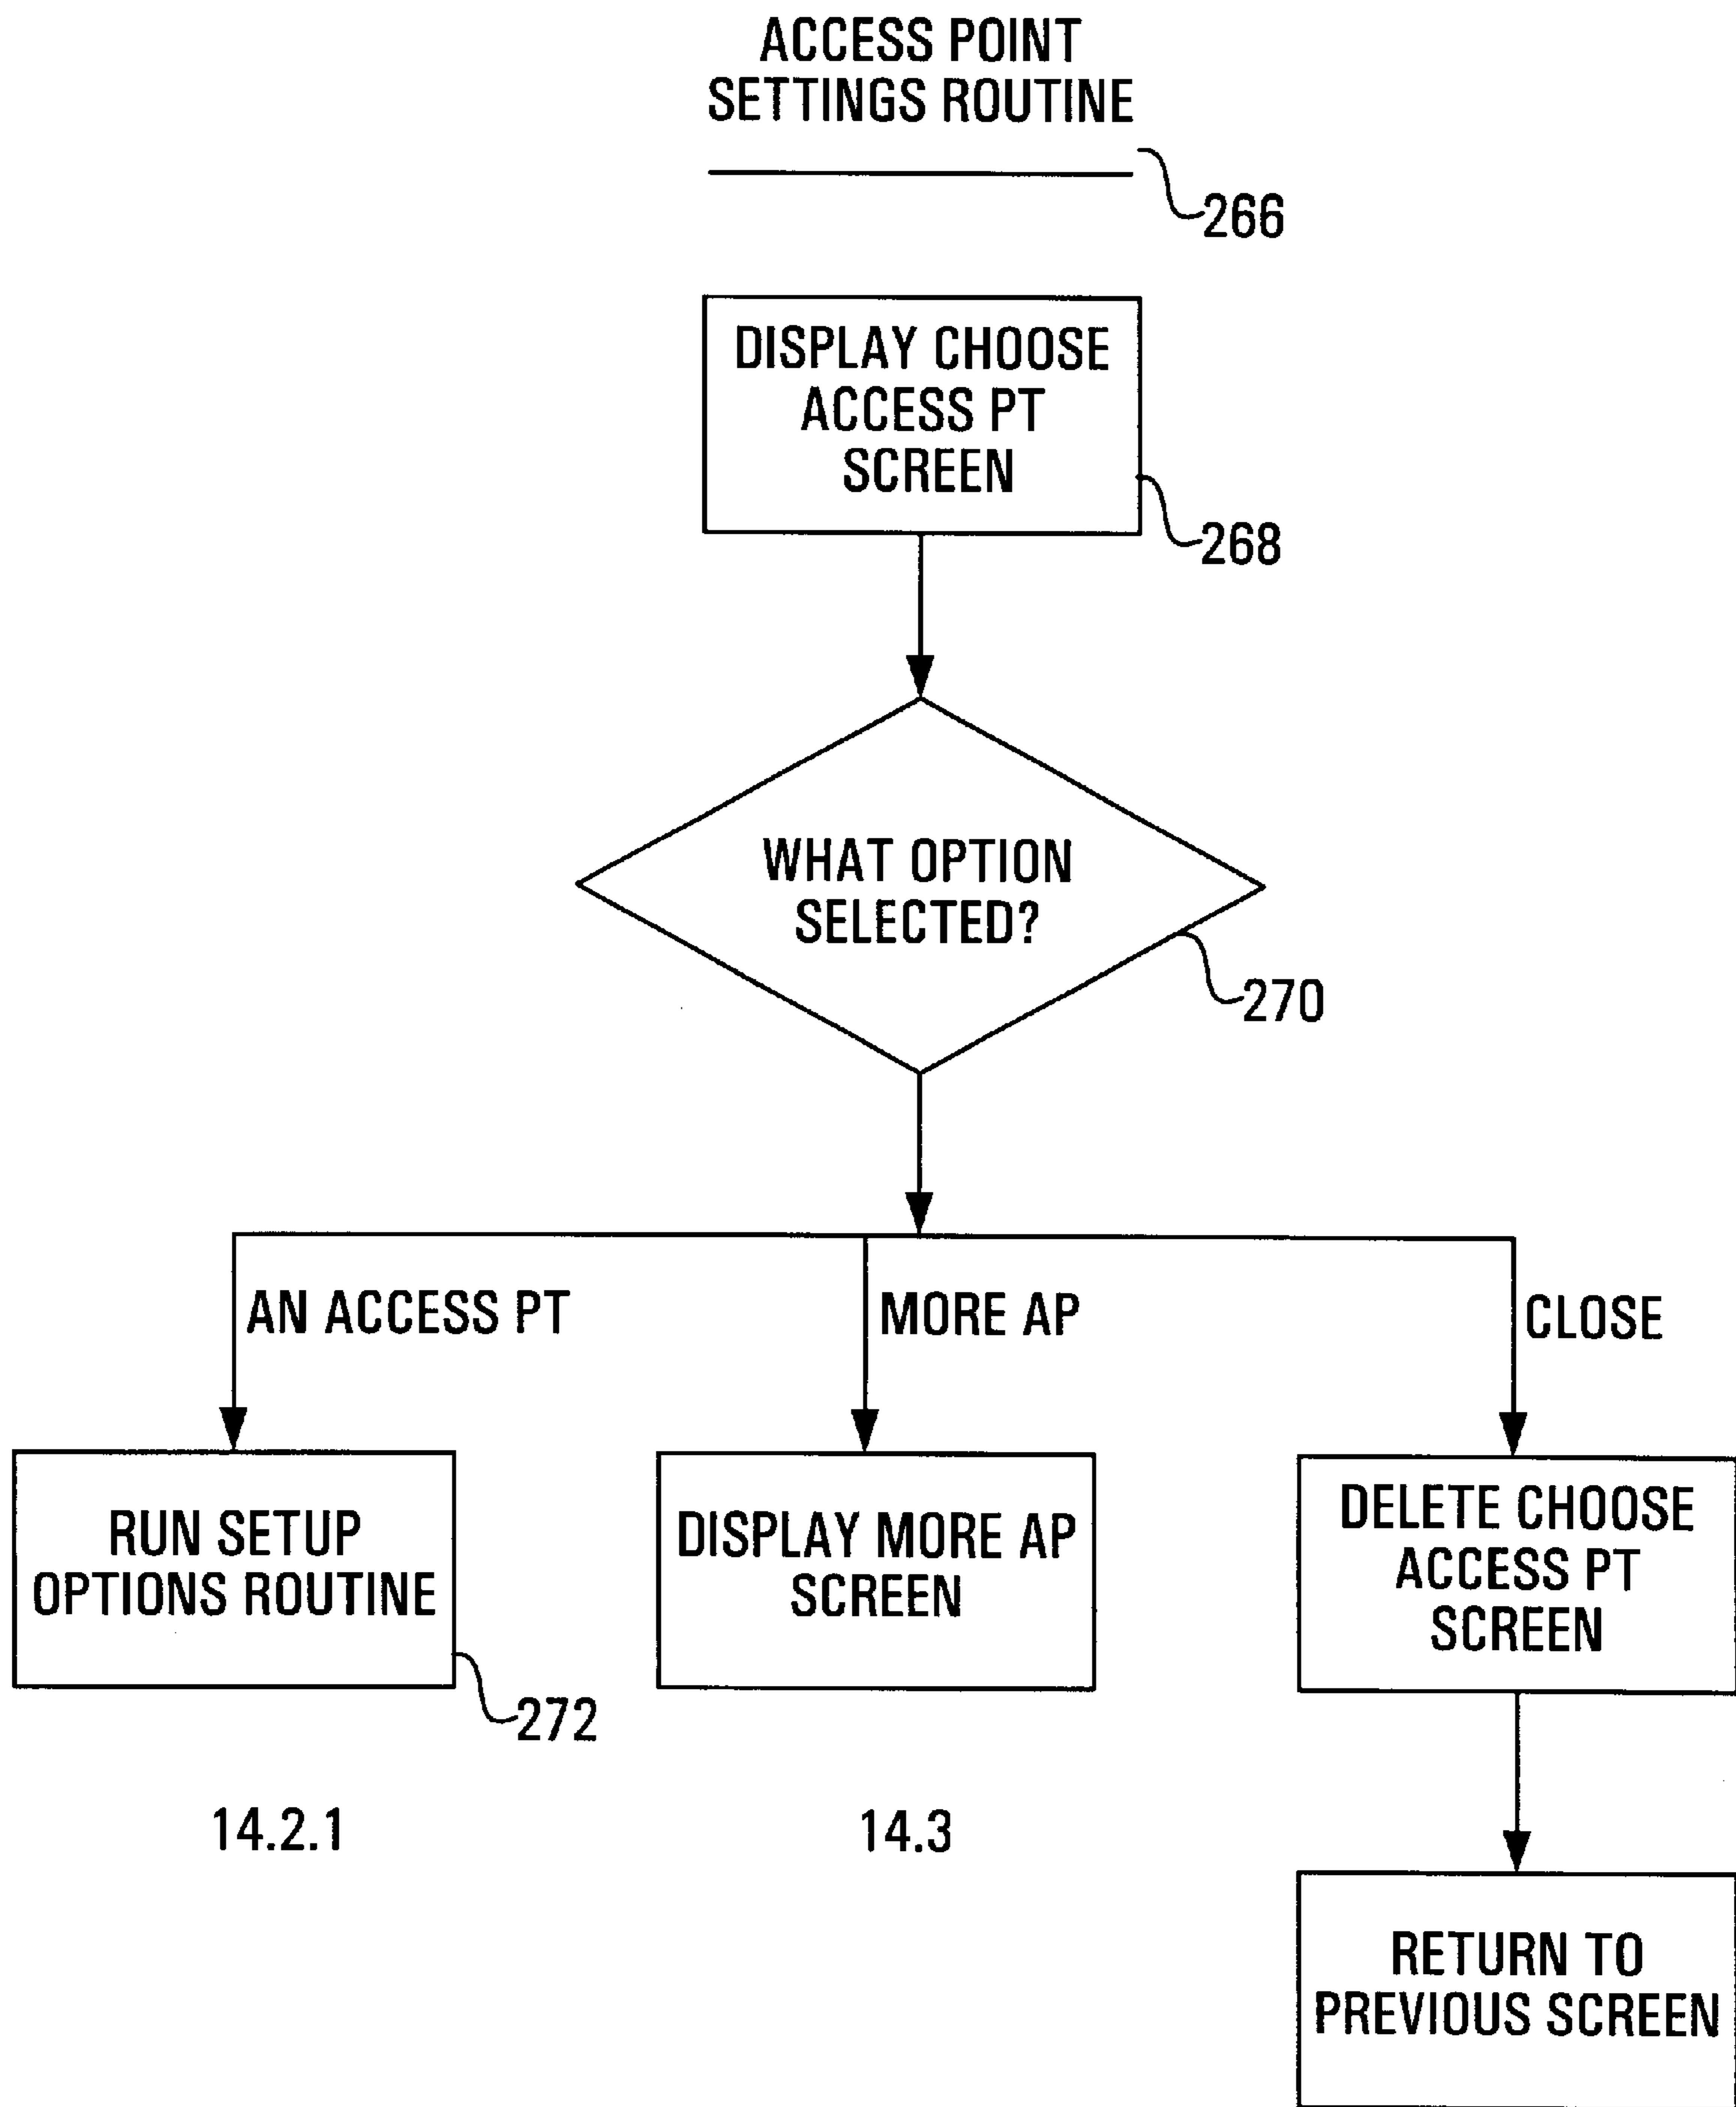 ACCESS POINT
SETTINGS ROUTINE
266
DISPLAY CHOOSE
ACCESS PT
SCREEN
268
WHAT OPTION
SELECTED?
270
AN ACCESS PT
MORE AP
CLOSE
RUN SETUP
OPTIONS ROUTINE
272
DISPLAY MORE AP
SCREEN
DELETE CHOOSE
ACCESS PT
SCREEN
14.2.1
14.3
RETURN TO
PREVIOUS SCREEN